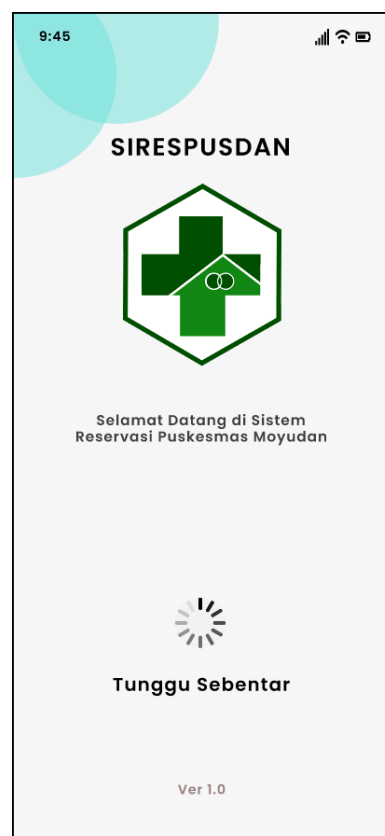 9:45
SIRESPUSDAN
Selamat Datang di Sistem
Reservasi Puskesmas Moyudan
Tunggu Sebentar
Ver 1.0